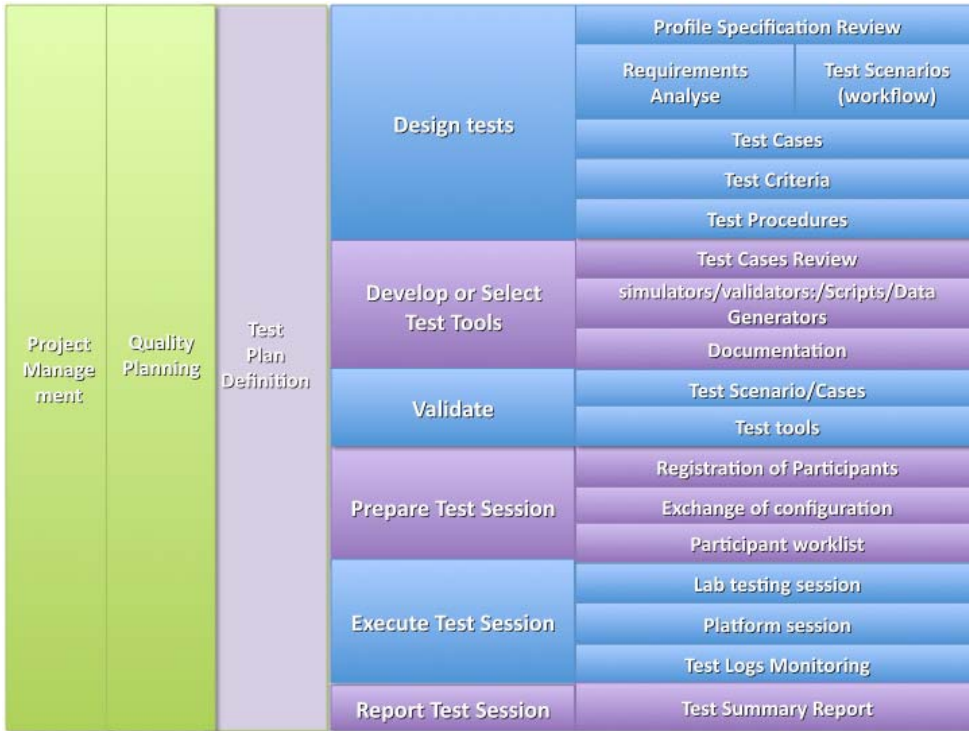 Project
Manage
ment
Quality
Planning
Test
Plan
Definition
Design tests
Profile Specification Review
Requirements
Analyse
Test Scenarios
(workflow)
Test Cases
Test Criteria
Test Procedures
Develop or Select
Test Tools
Test Cases Review
simulators/validators:/Scripts/Data
Generators
Documentation
Validate
Test Scenario/Cases
Test tools
Prepare Test Session
Registration of Participants
Exchange of configuration
Participant worklist
Execute Test Session
Lab testing session
Platform session
Test Logs Monitoring
Report Test Session
Test Summary Report